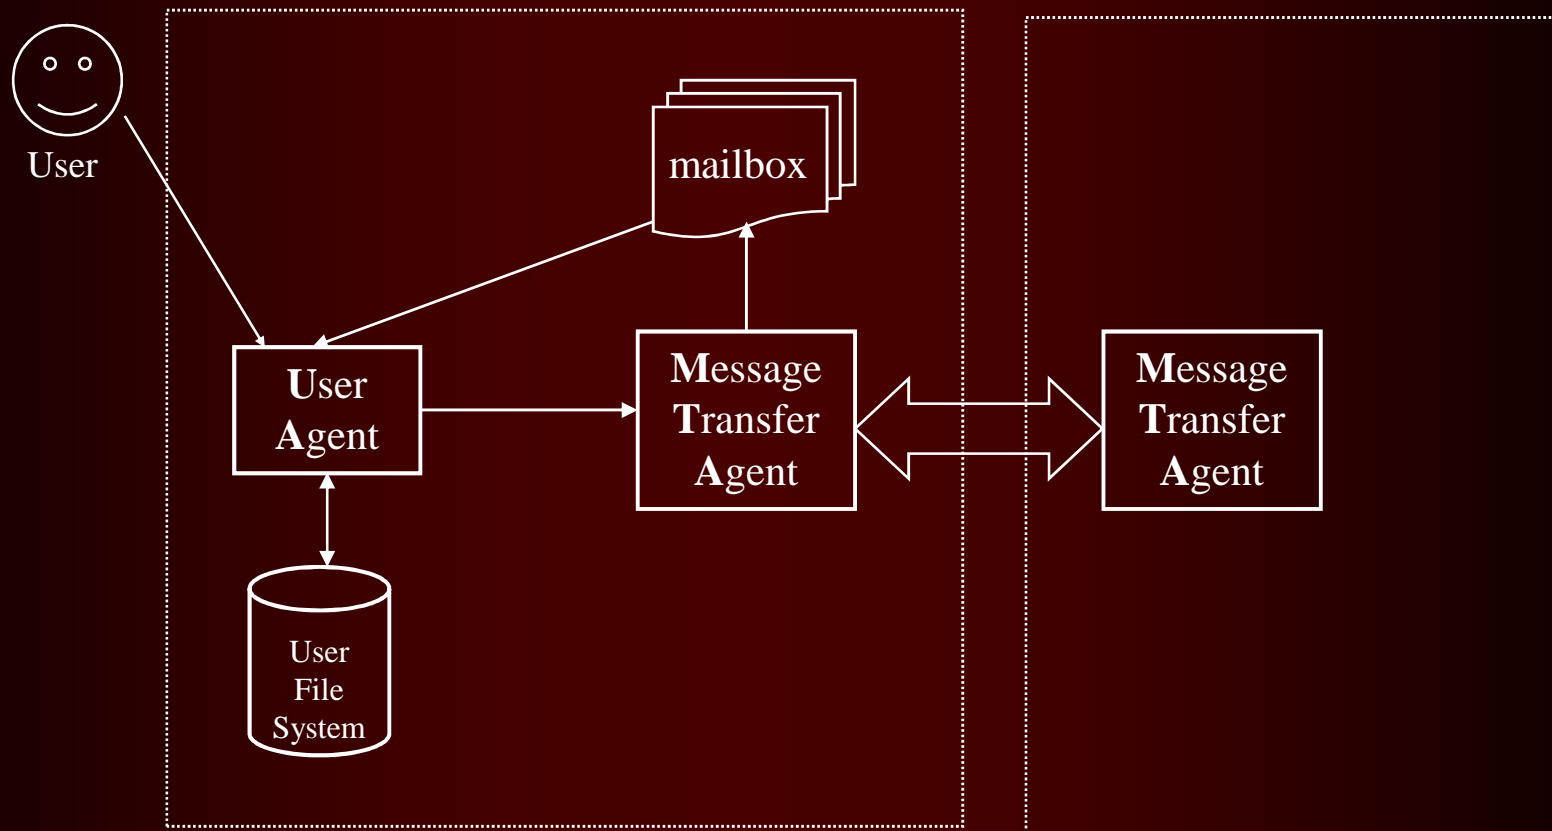 User
mailbox
User
Agent
Message
Transfer
Agent
Message
Transfer
Agent
User
File
System